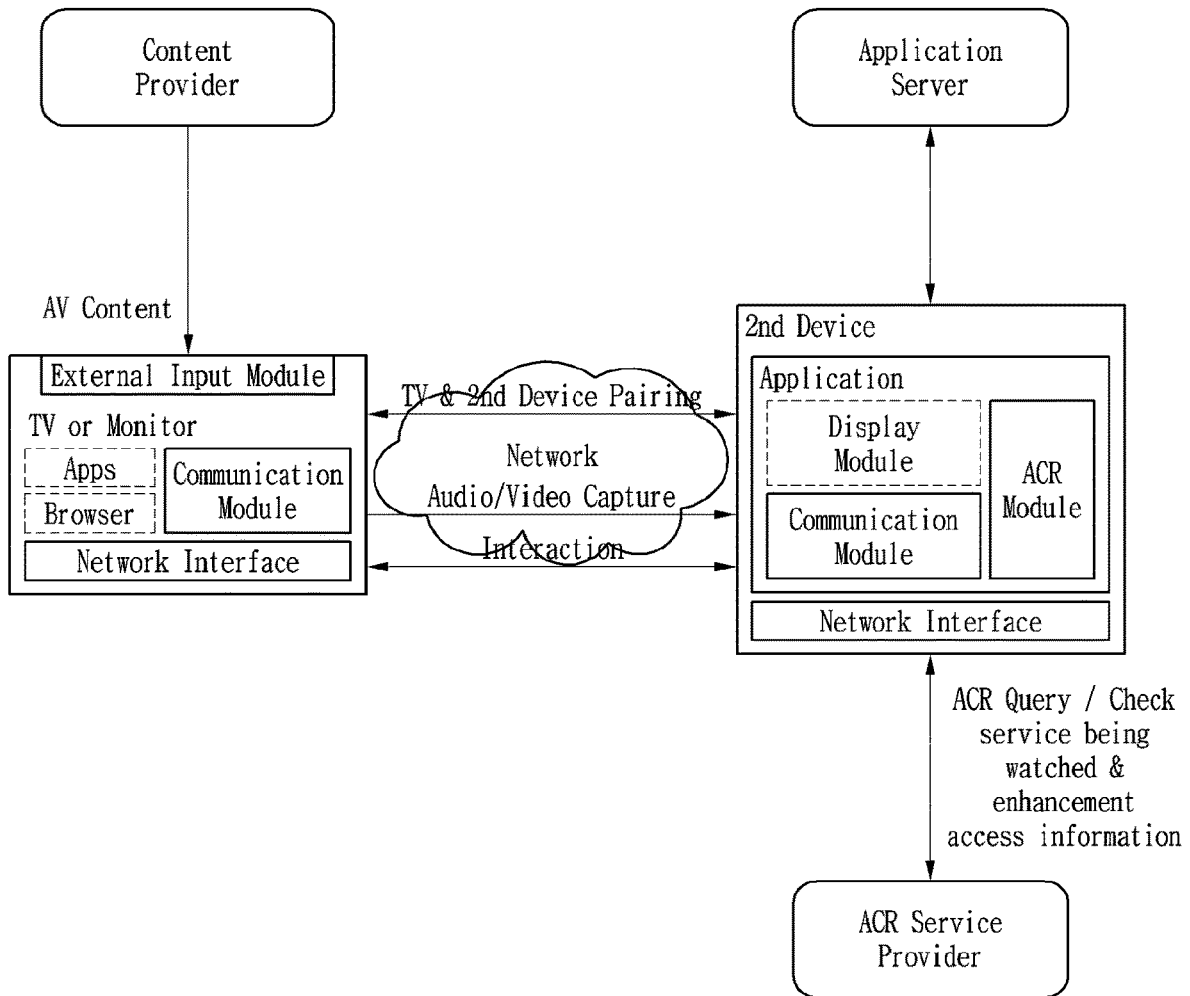 Content
Provider
Application
Server
AV Content
External Input Module
TV or Monitor
Apps
Browser
Communication
Module
Network Interface
TV & 2nd Device Pairing
Network
Audio/Video Capture
Interaction
2nd Device
Application
Display
Module
Communication
Module
ACR
Module
Network Interface
ACR Query / Check
service being
watched &
enhancement
access information
ACR Service
Provider